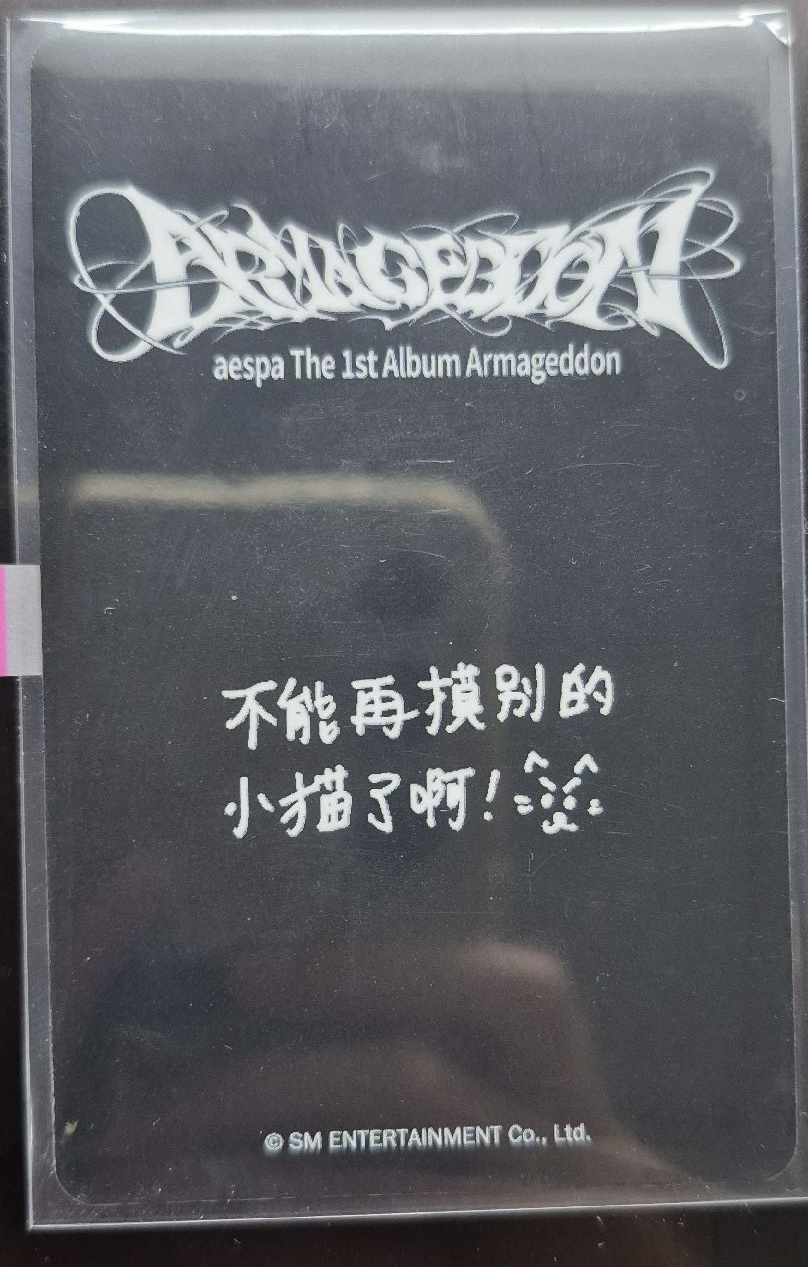 ARMAGEDDON
aespa The 1st Album Armageddon
不能再摸别的
小猫了啊!
© SM ENTERTAINMENT Co., Ltd.